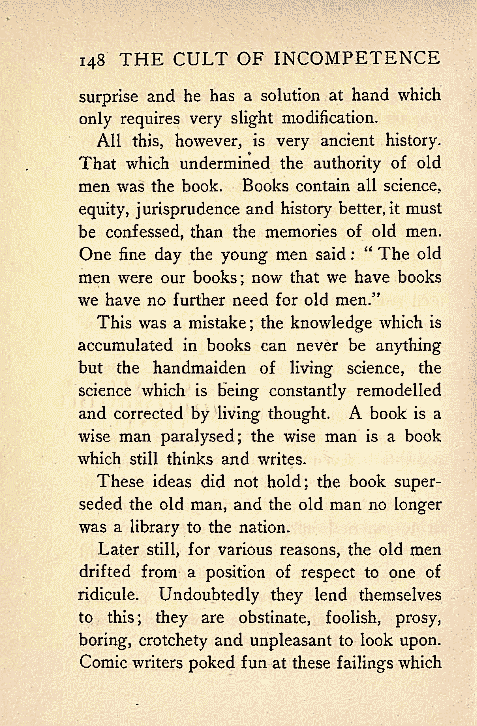 148 THE CULT OF INCOMPETENCE
surprise and he has a solution at hand which
only requires very slight modification.
All this, however, is very ancient history.
That which undermined the authority of old
men was the book. Books contain all science,
equity, jurisprudence and history better, it must
be confessed, than the memories of old men.
One fine day the young men said: “ The old
men were our books; now that we have books
we have no further need for old men.”
This was a mistake; the knowledge which is
accumulated in books can never be anything
but the handmaiden of living science, the
science which is being constantly remodelled
and corrected by living thought. A book is a
wise man paralysed; the wise man is a book
which still thinks and writes.
These ideas did not hold; the book super-
seded the old man, and the old man no longer
was a library to the nation.
Later still, for various reasons, the old men
drifted from a position of respect to one of
ridicule. Undoubtedly they lend themselves
to this; they are obstinate, foolish, prosy,
boring, crotchety and unpleasant to look upon.
Comic writers poked fun at these failings which